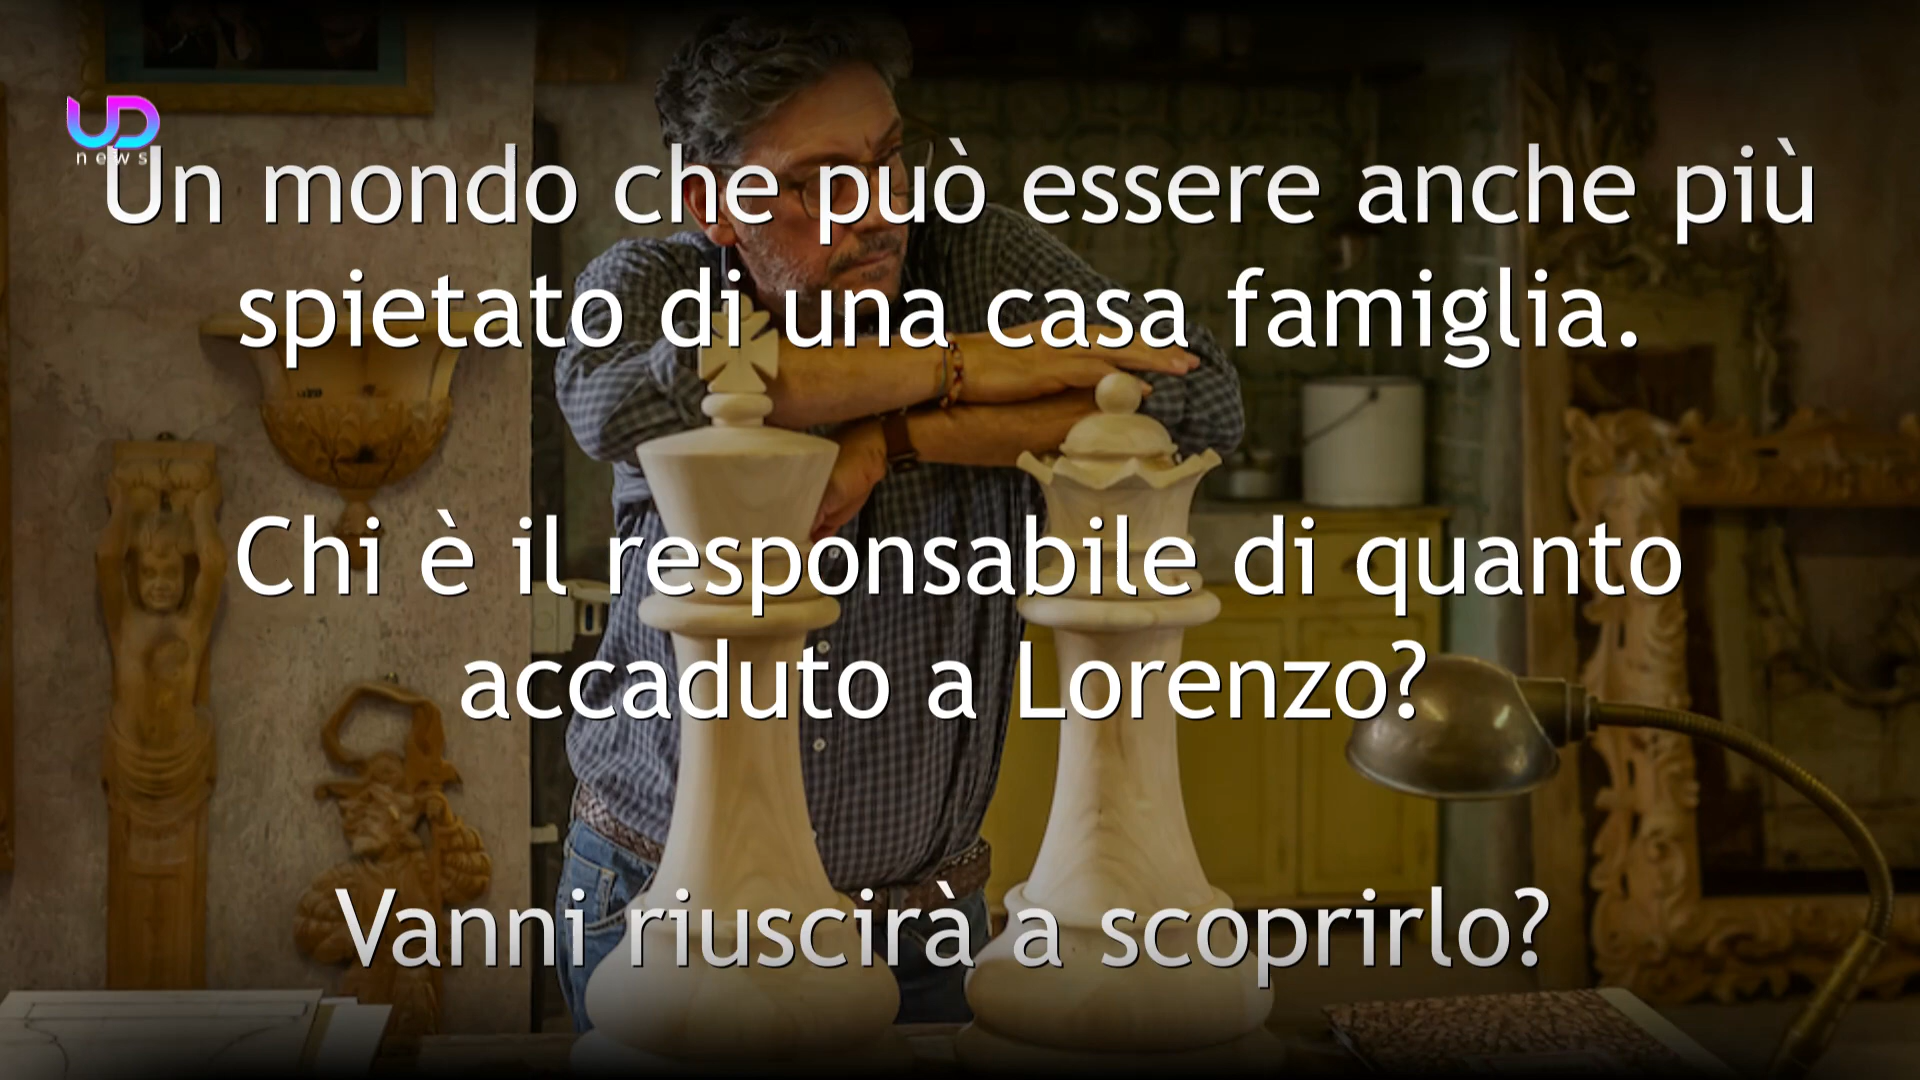 UD
news
Un mondo che può essere anche più
spietato di una casa famiglia.
Chi è il responsabile di quanto
accaduto a Lorenzo?
Vanni riuscirà a scoprirlo?